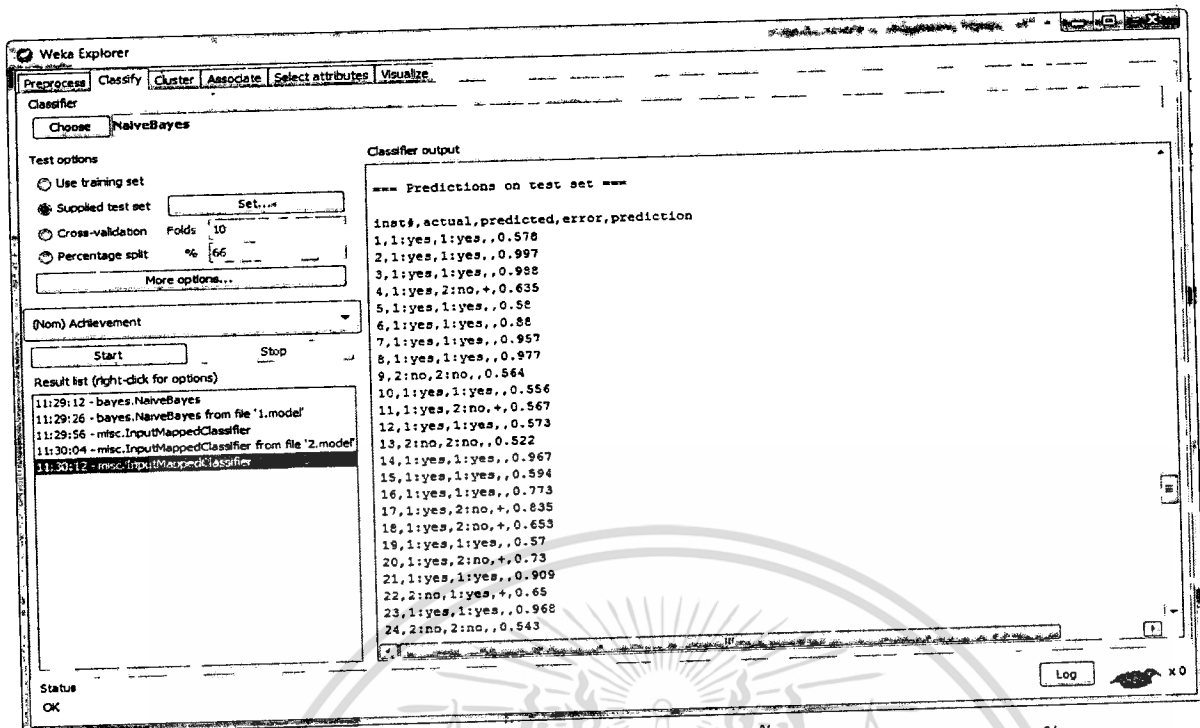 Weka Explorer
Preprocess Classify Cluster Associate Select attributes Visualize
Classifier
Choose NaiveBayes
Test options
Use training set
Supplied test set Set...
Cross-validation Folds 10
Percentage split % 66
More options...
(Nom) Achievement
Start Stop
Result list (right-click for options)
11:29:12 - bayes.NaiveBayes
11:29:26 - bayes.NaiveBayes from file '1.model'
11:29:56 - misc.InputMappedClassifier
11:30:04 - misc.InputMappedClassifier from file '2.model'
11:30:12 - misc.InputMappedClassifier
Classifier output
=== Predictions on test set ===
inst#,actual,predicted,error,prediction
1,1:yes,1:yes,,0.578
2,1:yes,1:yes,,0.997
3,1:yes,1:yes,,0.988
4,1:yes,2:no,+,0.635
5,1:yes,1:yes,,0.58
6,1:yes,1:yes,,0.88
7,1:yes,1:yes,,0.957
8,1:yes,1:yes,,0.977
9,2:no,2:no,,0.564
10,1:yes,1:yes,,0.556
11,1:yes,2:no,+,0.567
12,1:yes,1:yes,,0.573
13,2:no,2:no,,0.522
14,1:yes,1:yes,,0.967
15,1:yes,1:yes,,0.594
16,1:yes,1:yes,,0.773
17,1:yes,2:no,+,0.835
18,1:yes,2:no,+,0.653
19,1:yes,1:yes,,0.57
20,1:yes,2:no,+,0.73
21,1:yes,1:yes,,0.909
22,2:no,1:yes,+,0.65
23,1:yes,1:yes,,0.968
24,2:no,2:no,,0.543
Status
OK
Log x 0